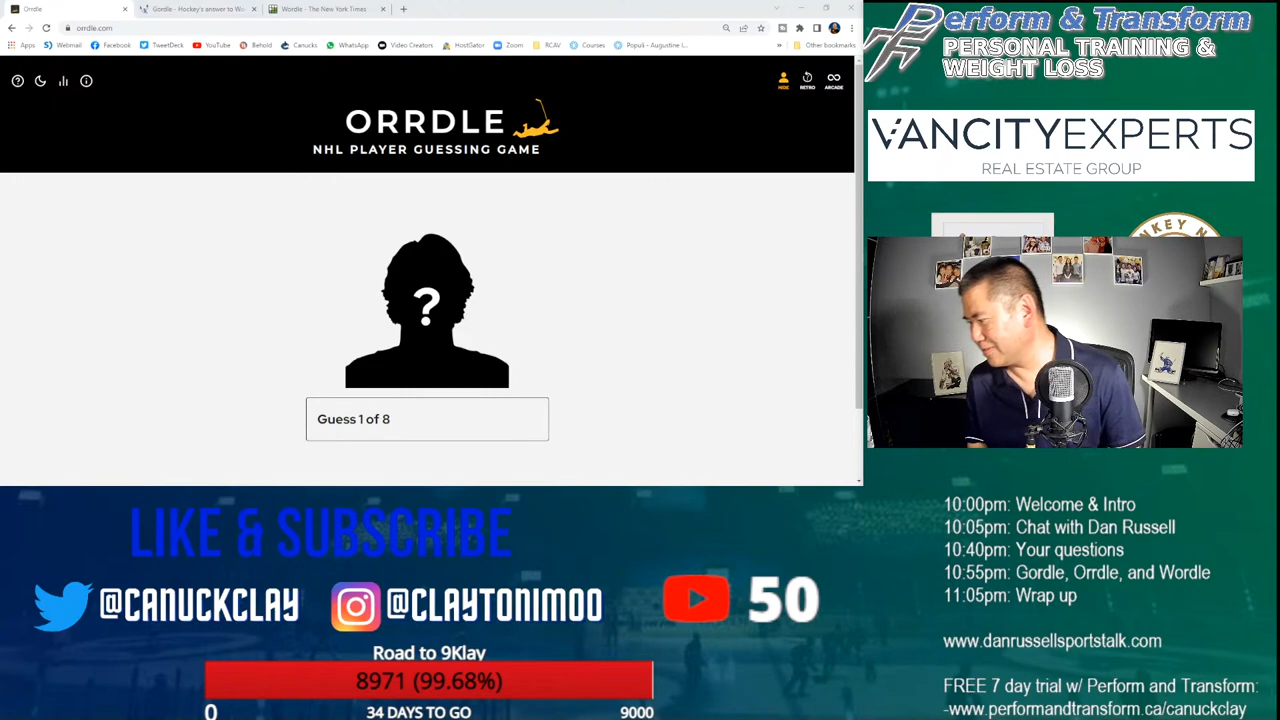 Orrdle
Gordle - Hockey's answer to Wo
Wordle - The New York Times
orrdle.com
Apps
Webmail
Facebook
TweetDeck
YouTube
Behold
Canucks
WhatsApp
Video Creators
HostGator
Zoom
RCAV
Courses
Populi - Augustine I...
Other bookmarks
HIDE
RETRO
ARCADE
ORRDLE
NHL PLAYER GUESSING GAME
?
Guess 1 of 8
Perform & Transform
PERSONAL TRAINING &
WEIGHT LOSS
VANCITYEXPERTS
REAL ESTATE GROUP
LIKE & SUBSCRIBE
@CANUCKCLAY
@CLAYTONIMOO
50
Road to 9Klay
8971 (99.68%)
0
34 DAYS TO GO
9000
10:00pm: Welcome & Intro
10:05pm: Chat with Dan Russell
10:40pm: Your questions
10:55pm: Gordle, Orrdle, and Wordle
11:05pm: Wrap up
www.danrussellsportstalk.com
FREE 7 day trial w/ Perform and Transform:
-www.performandtransform.ca/canuckclay